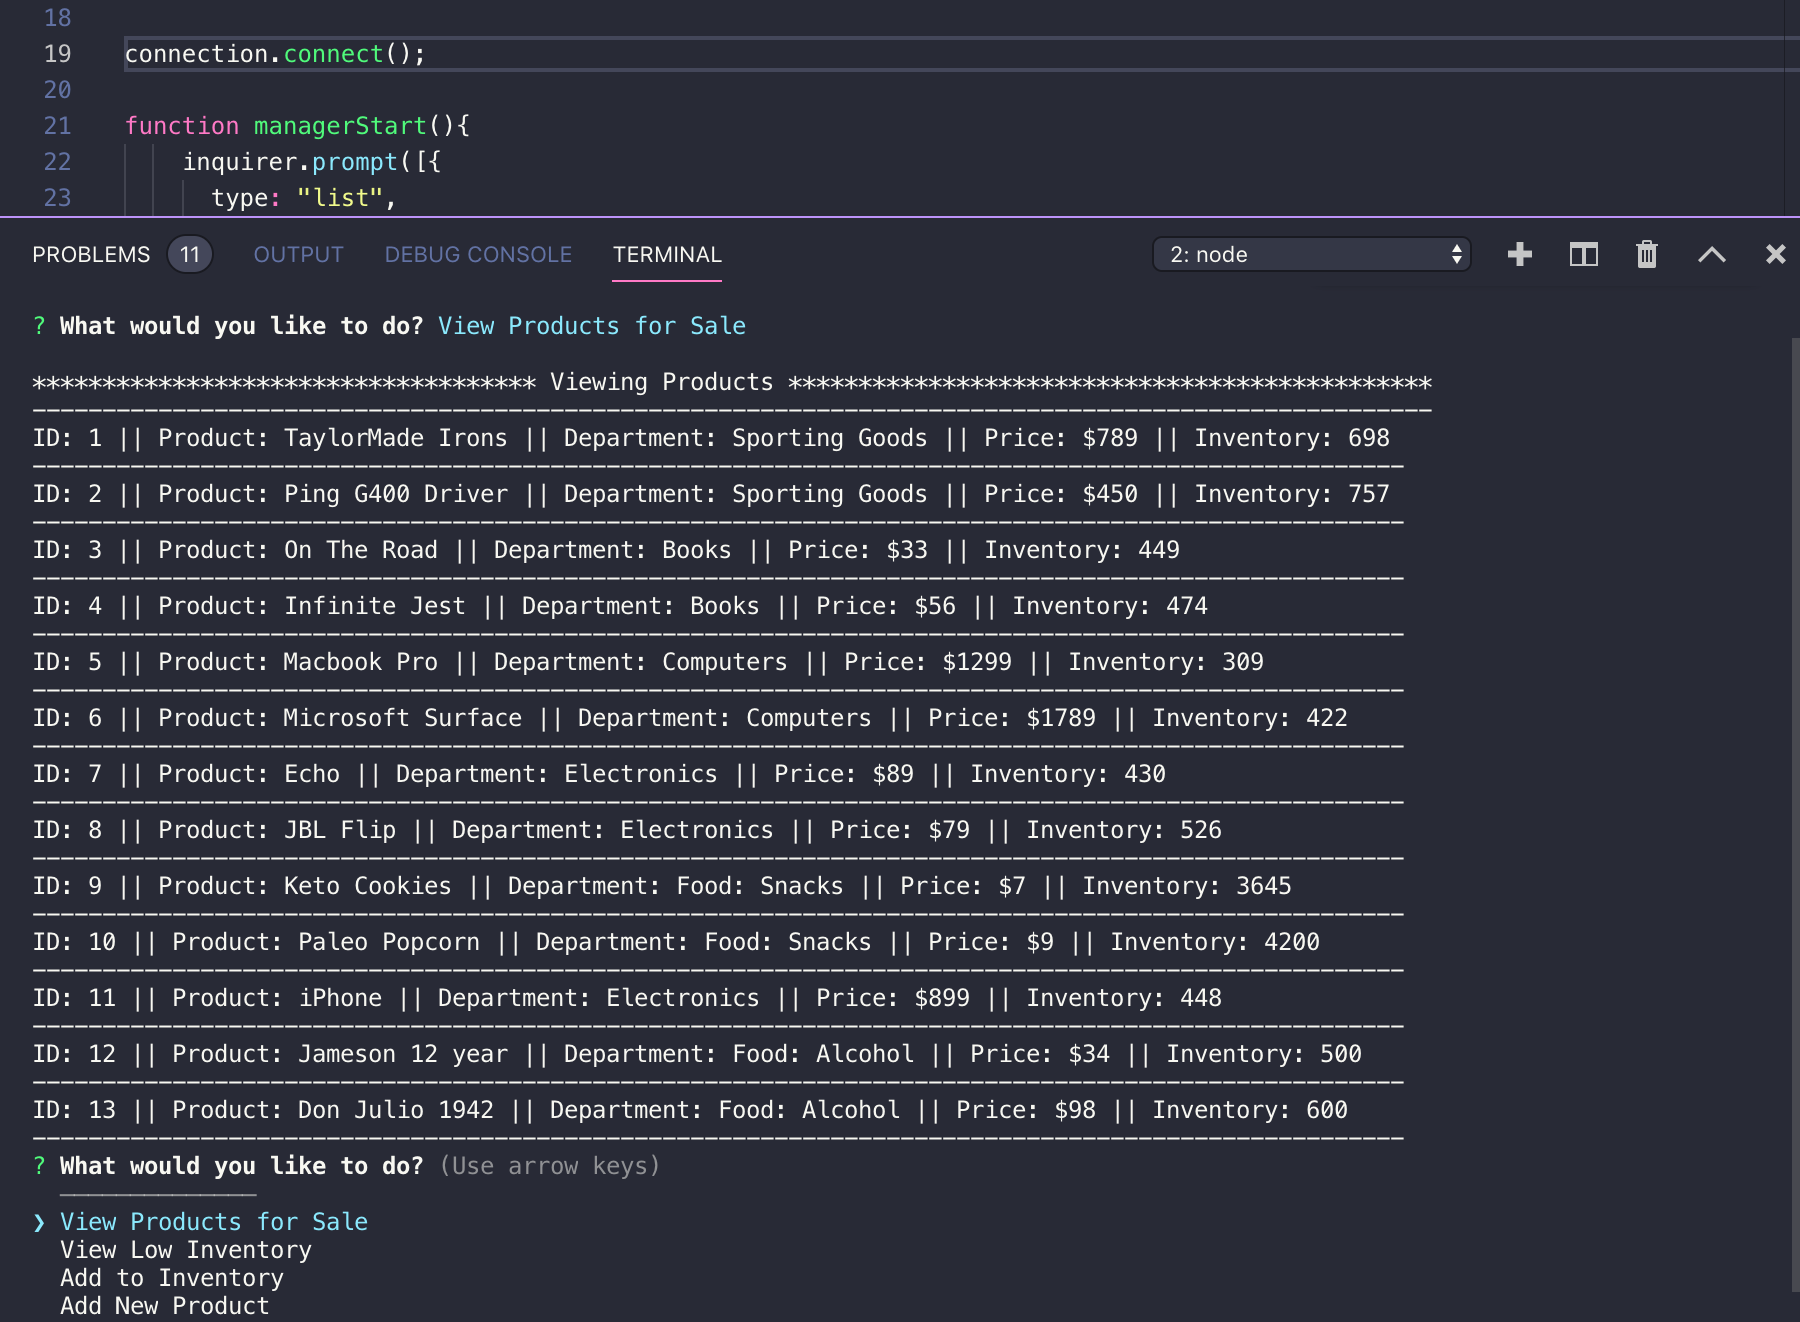 18
19 connection.connect();
20
21 function managerStart(){
22 inquirer.prompt([{
23 type: "list",
PROBLEMS 11 OUTPUT DEBUG CONSOLE TERMINAL 2: node
? What would you like to do? View Products for Sale
************************************ Viewing Products **********************************************
----------------------------------------------------------------------------------------------------
ID: 1 || Product: TaylorMade Irons || Department: Sporting Goods || Price: $789 || Inventory: 698
--------------------------------------------------------------------------------------------------
ID: 2 || Product: Ping G400 Driver || Department: Sporting Goods || Price: $450 || Inventory: 757
--------------------------------------------------------------------------------------------------
ID: 3 || Product: On The Road || Department: Books || Price: $33 || Inventory: 449
--------------------------------------------------------------------------------------------------
ID: 4 || Product: Infinite Jest || Department: Books || Price: $56 || Inventory: 474
--------------------------------------------------------------------------------------------------
ID: 5 || Product: Macbook Pro || Department: Computers || Price: $1299 || Inventory: 309
--------------------------------------------------------------------------------------------------
ID: 6 || Product: Microsoft Surface || Department: Computers || Price: $1789 || Inventory: 422
--------------------------------------------------------------------------------------------------
ID: 7 || Product: Echo || Department: Electronics || Price: $89 || Inventory: 430
--------------------------------------------------------------------------------------------------
ID: 8 || Product: JBL Flip || Department: Electronics || Price: $79 || Inventory: 526
--------------------------------------------------------------------------------------------------
ID: 9 || Product: Keto Cookies || Department: Food: Snacks || Price: $7 || Inventory: 3645
--------------------------------------------------------------------------------------------------
ID: 10 || Product: Paleo Popcorn || Department: Food: Snacks || Price: $9 || Inventory: 4200
--------------------------------------------------------------------------------------------------
ID: 11 || Product: iPhone || Department: Electronics || Price: $899 || Inventory: 448
--------------------------------------------------------------------------------------------------
ID: 12 || Product: Jameson 12 year || Department: Food: Alcohol || Price: $34 || Inventory: 500
--------------------------------------------------------------------------------------------------
ID: 13 || Product: Don Julio 1942 || Department: Food: Alcohol || Price: $98 || Inventory: 600
--------------------------------------------------------------------------------------------------
? What would you like to do? (Use arrow keys)
──────────────
❯ View Products for Sale
View Low Inventory
Add to Inventory
Add New Product